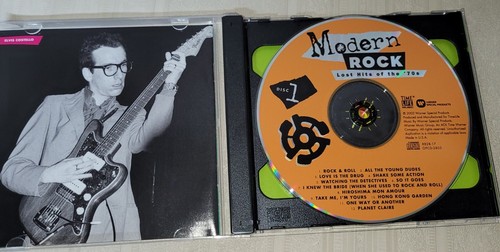 ELVIS COSTELLO
Modern
ROCK
Lost Hits of the '70s
DISC
1
TIME
LIFE
• ROCK & ROLL • ALL THE YOUNG DUDES
• LOVE IS THE DRUG • SHAKE SOME ACTION
• WATCHING THE DETECTIVES • SO IT GOES
• I KNEW THE BRIDE (WHEN SHE USED TO ROCK AND ROLL)
• HIROSHIMA MON AMOUR
• TAKE ME, I'M YOURS • HONG KONG GARDEN
• ONE WAY OR ANOTHER
• PLANET CLAIRE